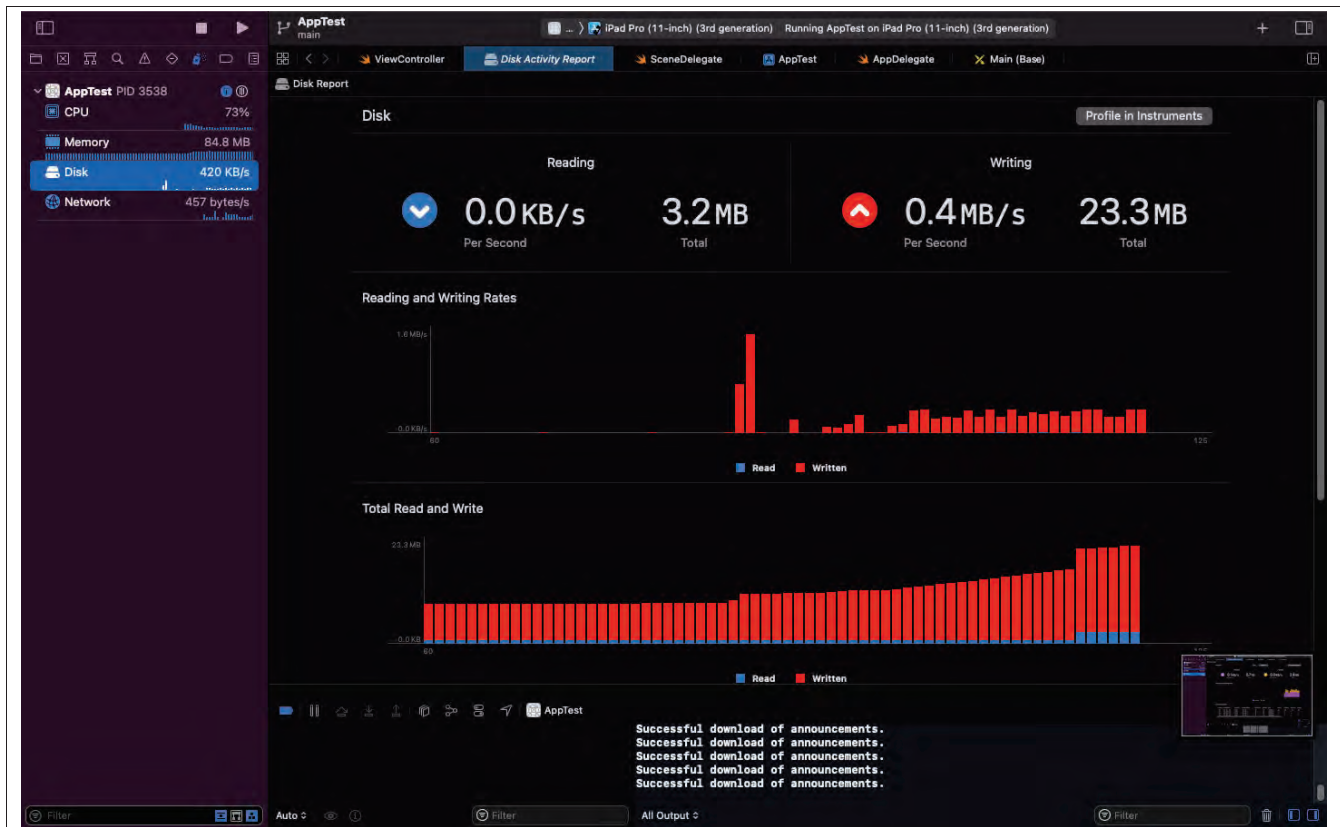 AppTest
main
... iPad Pro (11-inch) (3rd generation) Running AppTest on iPad Pro (11-inch) (3rd generation)
ViewController
Disk Activity Report
SceneDelegate
AppTest
AppDelegate
Main (Base)
AppTest PID 3538
CPU 73%
Memory 84.8 MB
Disk 420 KB/s
Network 457 bytes/s
Disk Report
Disk
Profile in Instruments
Reading
Writing
0.0 KB/s 3.2 MB
Per Second Total
0.4 MB/s 23.3 MB
Per Second Total
Reading and Writing Rates
1.6 MB/s
0.0 KB/s
60
125
Read Written
Total Read and Write
0.0 KB
60
Read Written
AppTest
Successful download of announcements.
Successful download of announcements.
Successful download of announcements.
Successful download of announcements.
Successful download of announcements.
Filter
Auto
Filter
All Output
Filter